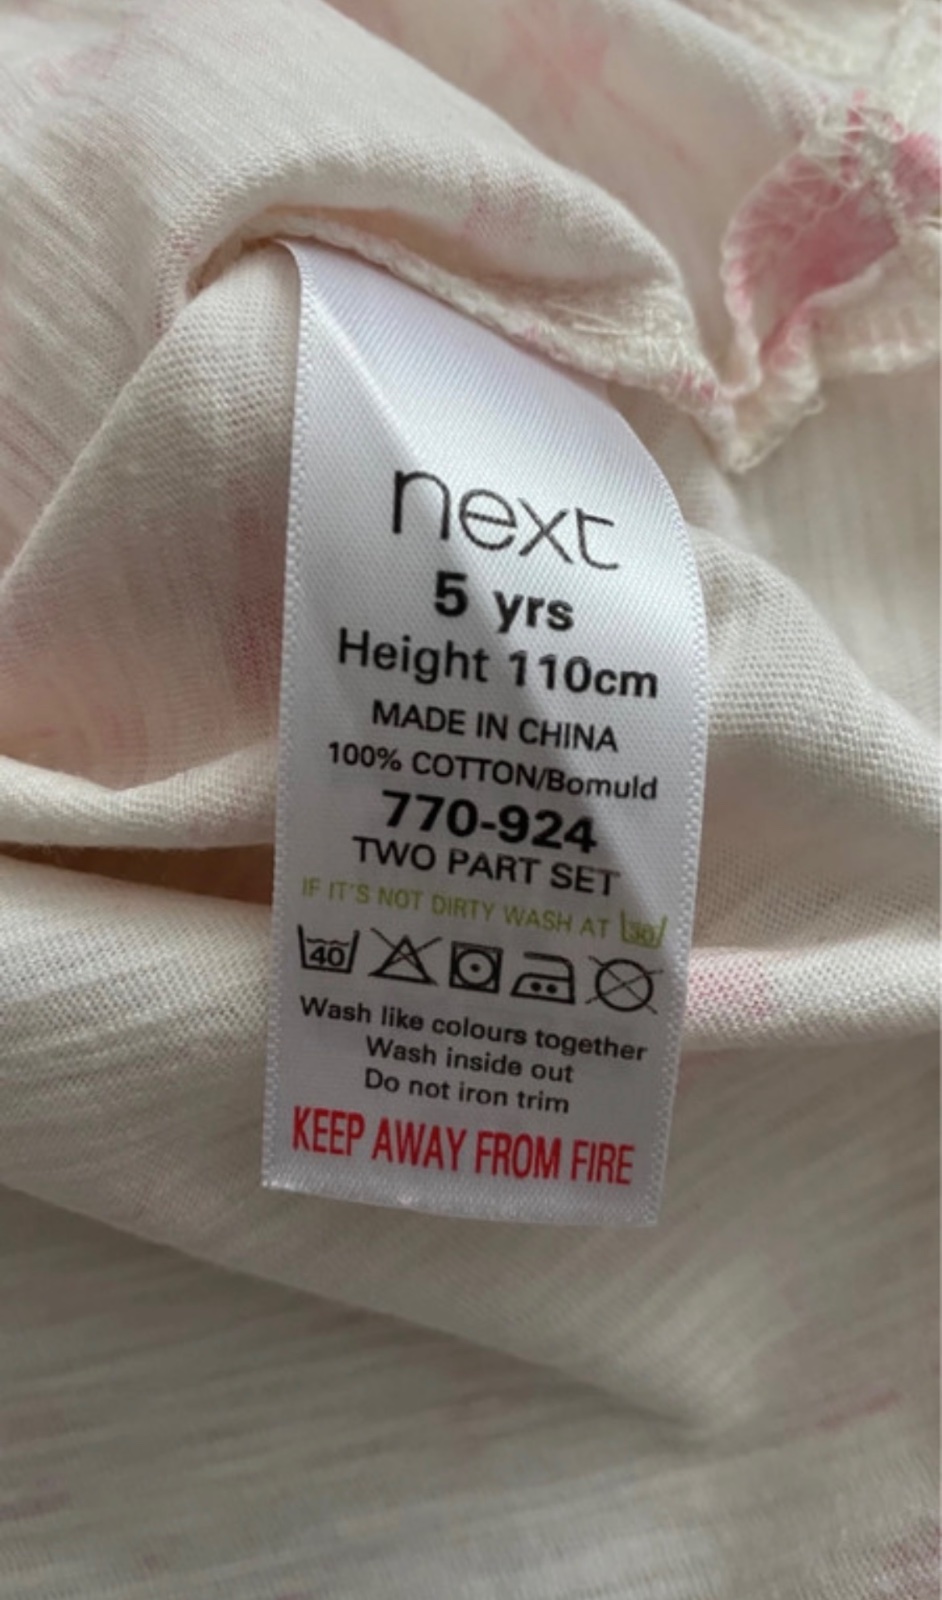 next
5 yrs
Height 110cm
MADE IN CHINA
100% COTTON/Bomuld
770-924
TWO PART SET
IF IT'S NOT DIRTY WASH AT 30
40
Wash like colours together
Wash inside out
Do not iron trim
KEEP AWAY FROM FIRE